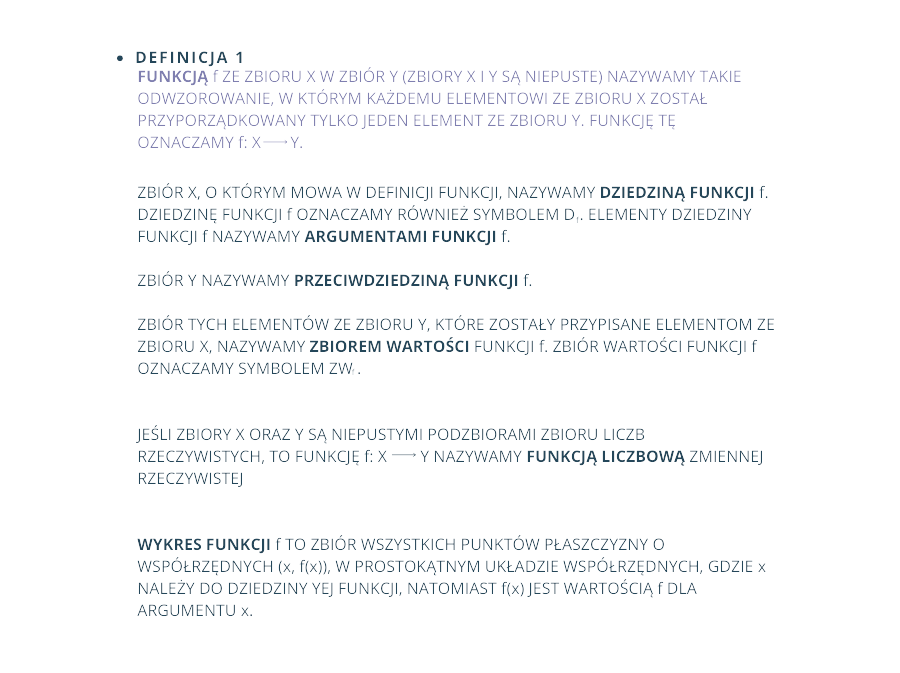 • DEFINICJA 1
FUNKCJĄ f ZE ZBIORU X W ZBIÓR Y (ZBIORY X I Y SĄ NIEPUSTE) NAZYWAMY TAKIE
ODWZOROWANIE, W KTÓRYM KAŻDEMU ELEMENTOWI ZE ZBIORU X ZOSTAŁ
PRZYPORZĄDKOWANY TYLKO JEDEN ELEMENT ZE ZBIORU Y. FUNKCJĘ TĘ
OZNACZAMY f: X ⟶ Y.
ZBIÓR X, O KTÓRYM MOWA W DEFINICJI FUNKCJI, NAZYWAMY DZIEDZINĄ FUNKCJI f.
DZIEDZINĘ FUNKCJI f OZNACZAMY RÓWNIEŻ SYMBOLEM Df. ELEMENTY DZIEDZINY
FUNKCJI f NAZYWAMY ARGUMENTAMI FUNKCJI f.
ZBIÓR Y NAZYWAMY PRZECIWDZIEDZINĄ FUNKCJI f.
ZBIÓR TYCH ELEMENTÓW ZE ZBIORU Y, KTÓRE ZOSTAŁY PRZYPISANE ELEMENTOM ZE
ZBIORU X, NAZYWAMY ZBIOREM WARTOŚCI FUNKCJI f. ZBIÓR WARTOŚCI FUNKCJI f
OZNACZAMY SYMBOLEM ZWf.
JEŚLI ZBIORY X ORAZ Y SĄ NIEPUSTYMI PODZBIORAMI ZBIORU LICZB
RZECZYWISTYCH, TO FUNKCJĘ f: X ⟶ Y NAZYWAMY FUNKCJĄ LICZBOWĄ ZMIENNEJ
RZECZYWISTEJ
WYKRES FUNKCJI f TO ZBIÓR WSZYSTKICH PUNKTÓW PŁASZCZYZNY O
WSPÓŁRZĘDNYCH (x, f(x)), W PROSTOKĄTNYM UKŁADZIE WSPÓŁRZĘDNYCH, GDZIE x
NALEŻY DO DZIEDZINY YEJ FUNKCJI, NATOMIAST f(x) JEST WARTOŚCIĄ f DLA
ARGUMENTU x.